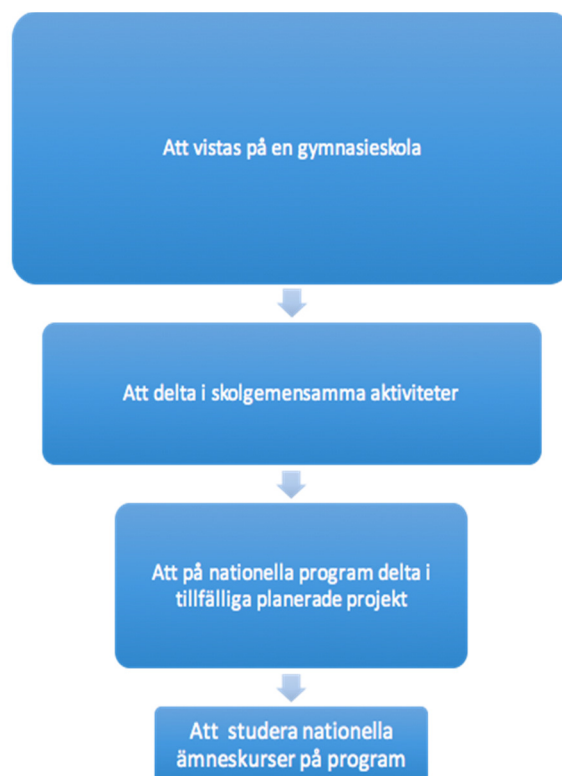 Att vistas på en gymnasieskola
Att delta i skolgemensamma aktiviteter
Att på nationella program delta i
tillfälliga planerade projekt
Att studera nationella
ämneskurser på program